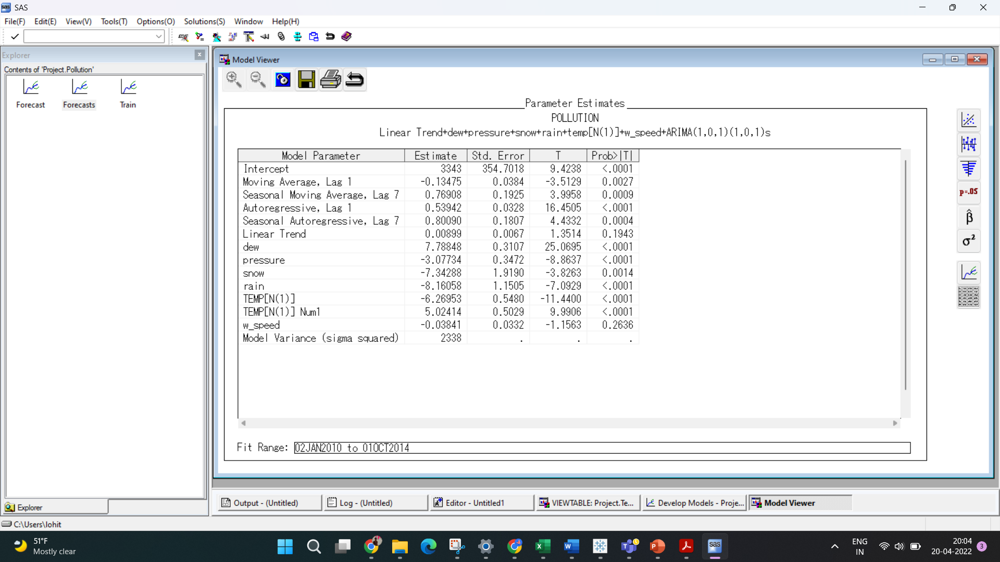 SAS
File(F) Edit(E) View(V) Tools(T) Options(O) Solutions(S) Window Help(H)
Explorer
Contents of 'Project.Pollution'
Forecast Forecasts Train
Model Viewer
Parameter Estimates
POLLUTION
Linear Trend+dew+pressure+snow+rain+temp[N(1)]+w_speed+ARIMA(1,0,1)(1,0,1)s
Model Parameter Estimate Std. Error T Prob>|T|
Intercept 3343 354.7018 9.4238 <.0001
Moving Average, Lag 1 -0.13475 0.0384 -3.5129 0.0027
Seasonal Moving Average, Lag 7 0.76908 0.1925 3.9958 0.0009
Autoregressive, Lag 1 0.53942 0.0328 16.4505 <.0001
Seasonal Autoregressive, Lag 7 0.80090 0.1807 4.4332 0.0004
Linear Trend 0.00899 0.0067 1.3514 0.1943
dew 7.78848 0.3107 25.0695 <.0001
pressure -3.07734 0.3472 -8.8637 <.0001
snow -7.34288 1.9190 -3.8263 0.0014
rain -8.16058 1.1505 -7.0929 <.0001
TEMP[N(1)] -6.26953 0.5480 -11.4400 <.0001
TEMP[N(1)] Num1 5.02414 0.5029 9.9906 <.0001
w_speed -0.03841 0.0332 -1.1563 0.2636
Model Variance (sigma squared) 2338 . . .
p=.05
β̂
σ²
Fit Range: 02JAN2010 to 01OCT2014
Explorer
Output - (Untitled) Log - (Untitled) Editor - Untitled1 VIEWTABLE: Project.Te... Develop Models - Proje... Model Viewer
C:\Users\lohit
51°F
Mostly clear
ENG
IN
20:04
20-04-2022
3